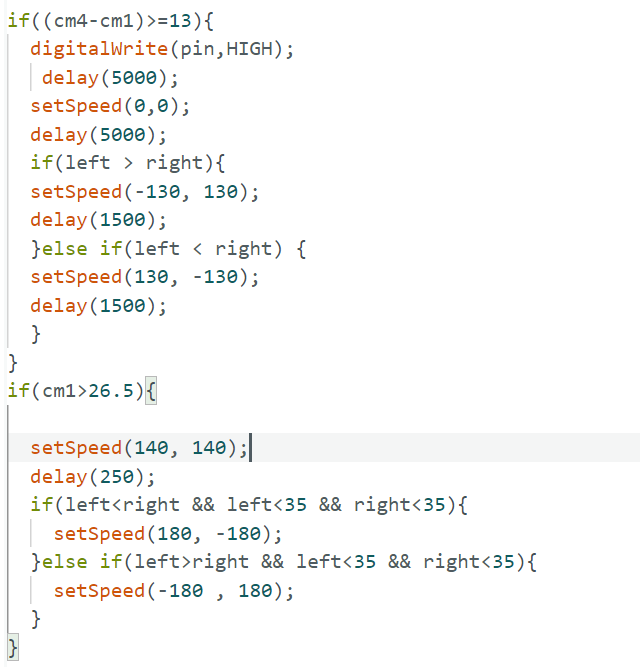 if((cm4-cm1)>=13){
digitalWrite(pin,HIGH);
delay(5000);
setSpeed(0,0);
delay(5000);
if(left > right){
setSpeed(-130, 130);
delay(1500);
}else if(left < right) {
setSpeed(130, -130);
delay(1500);
}
}
if(cm1>26.5){
setSpeed(140, 140);
delay(250);
if(left<right && left<35 && right<35){
setSpeed(180, -180);
}else if(left>right && left<35 && right<35){
setSpeed(-180 , 180);
}
}